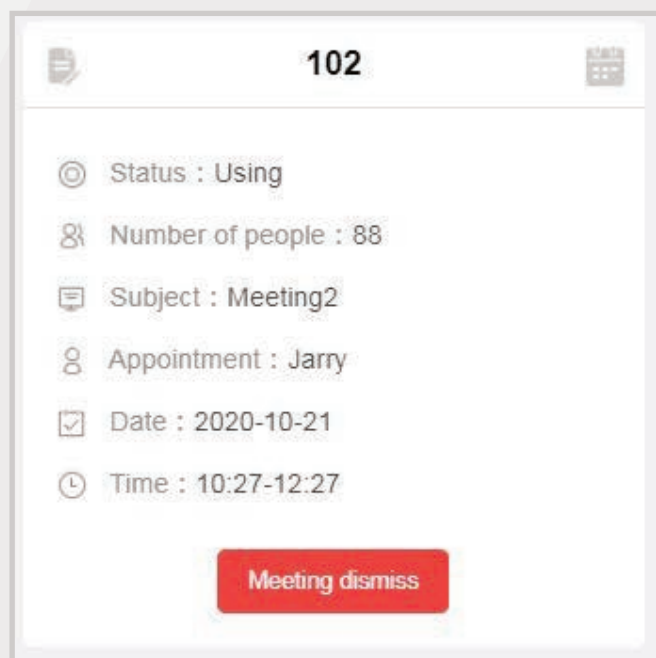 102
Status : Using
Number of people : 88
Subject : Meeting2
Appointment : Jarry
Date : 2020-10-21
Time : 10:27-12:27
Meeting dismiss